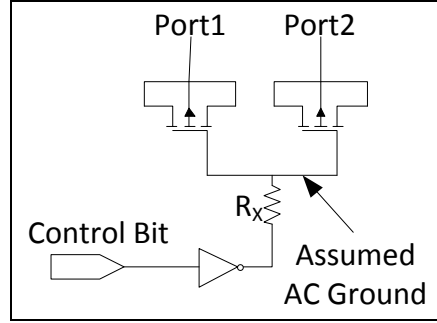 Port1 Port2
Rx
Control Bit
Assumed
AC Ground